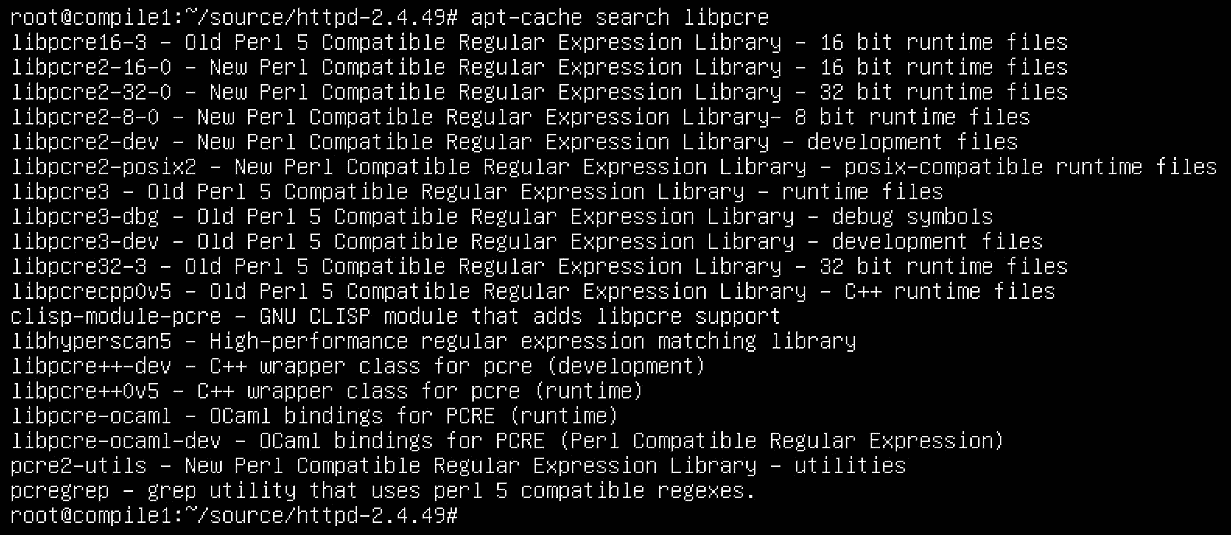 root@compile1:~/source/httpd-2.4.49# apt-cache search libpcre
libpcre16-3 - Old Perl 5 Compatible Regular Expression Library - 16 bit runtime files
libpcre2-16-0 - New Perl Compatible Regular Expression Library - 16 bit runtime files
libpcre2-32-0 - New Perl Compatible Regular Expression Library - 32 bit runtime files
libpcre2-8-0 - New Perl Compatible Regular Expression Library- 8 bit runtime files
libpcre2-dev - New Perl Compatible Regular Expression Library - development files
libpcre2-posix2 - New Perl Compatible Regular Expression Library - posix-compatible runtime files
libpcre3 - Old Perl 5 Compatible Regular Expression Library - runtime files
libpcre3-dbg - Old Perl 5 Compatible Regular Expression Library - debug symbols
libpcre3-dev - Old Perl 5 Compatible Regular Expression Library - development files
libpcre32-3 - Old Perl 5 Compatible Regular Expression Library - 32 bit runtime files
libpcrecpp0v5 - Old Perl 5 Compatible Regular Expression Library - C++ runtime files
clisp-module-pcre - GNU CLISP module that adds libpcre support
libhyperscan5 - High-performance regular expression matching library
libpcre++-dev - C++ wrapper class for pcre (development)
libpcre++0v5 - C++ wrapper class for pcre (runtime)
libpcre-ocaml - OCaml bindings for PCRE (runtime)
libpcre-ocaml-dev - OCaml bindings for PCRE (Perl Compatible Regular Expression)
pcre2-utils - New Perl Compatible Regular Expression Library - utilities
pcregrep - grep utility that uses perl 5 compatible regexes.
root@compile1:~/source/httpd-2.4.49#